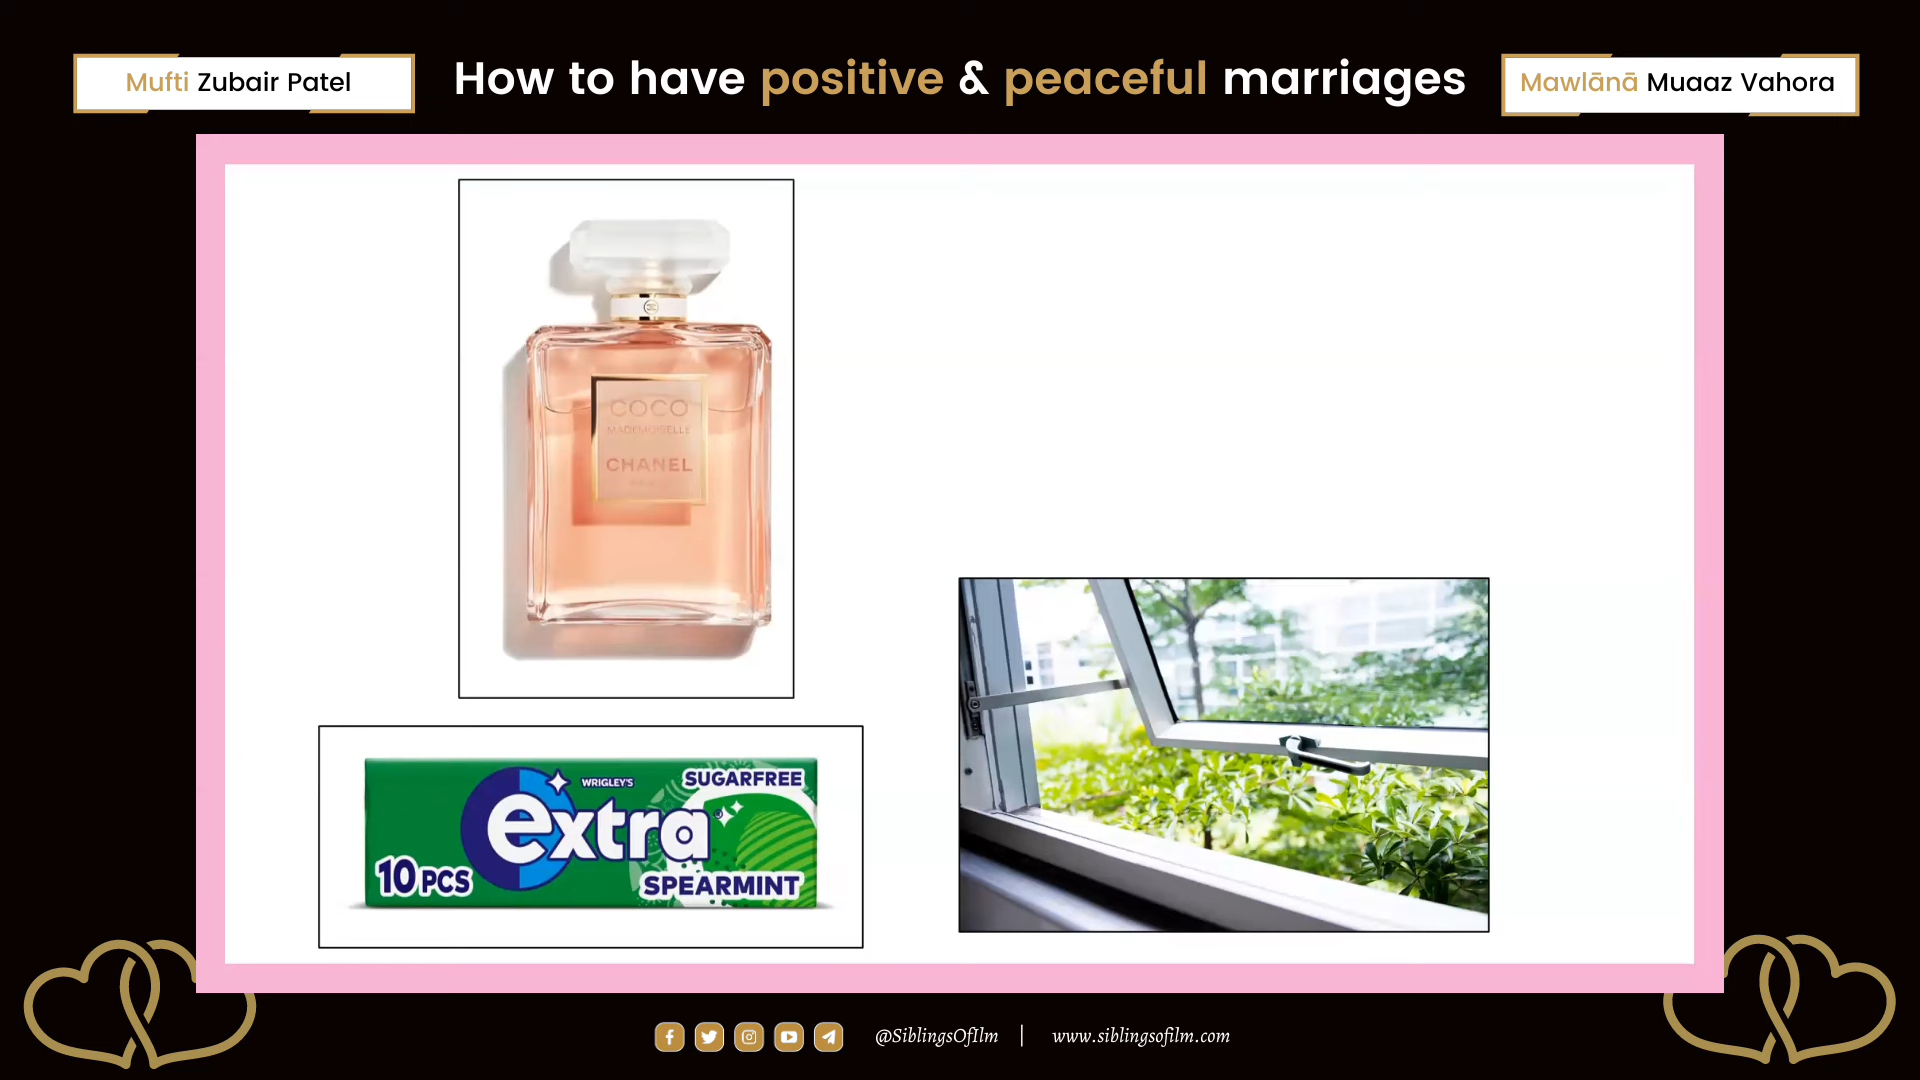 Mufti Zubair Patel
How to have positive & peaceful marriages
Mawlānā Muaaz Vahora
COCO
MADEMOISELLE
CHANEL
WRIGLEY'S
SUGARFREE
extra
10 PCS
SPEARMINT
@SiblingsOfIlm | www.siblingsofilm.com